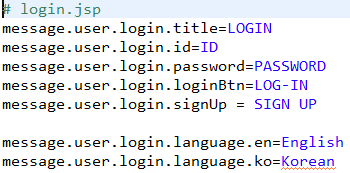 # login.jsp
message.user.login.title=LOGIN
message.user.login.id=ID
message.user.login.password=PASSWORD
message.user.login.loginBtn=LOG-IN
message.user.login.signUp = SIGN UP
message.user.login.language.en=English
message.user.login.language.ko=Korean